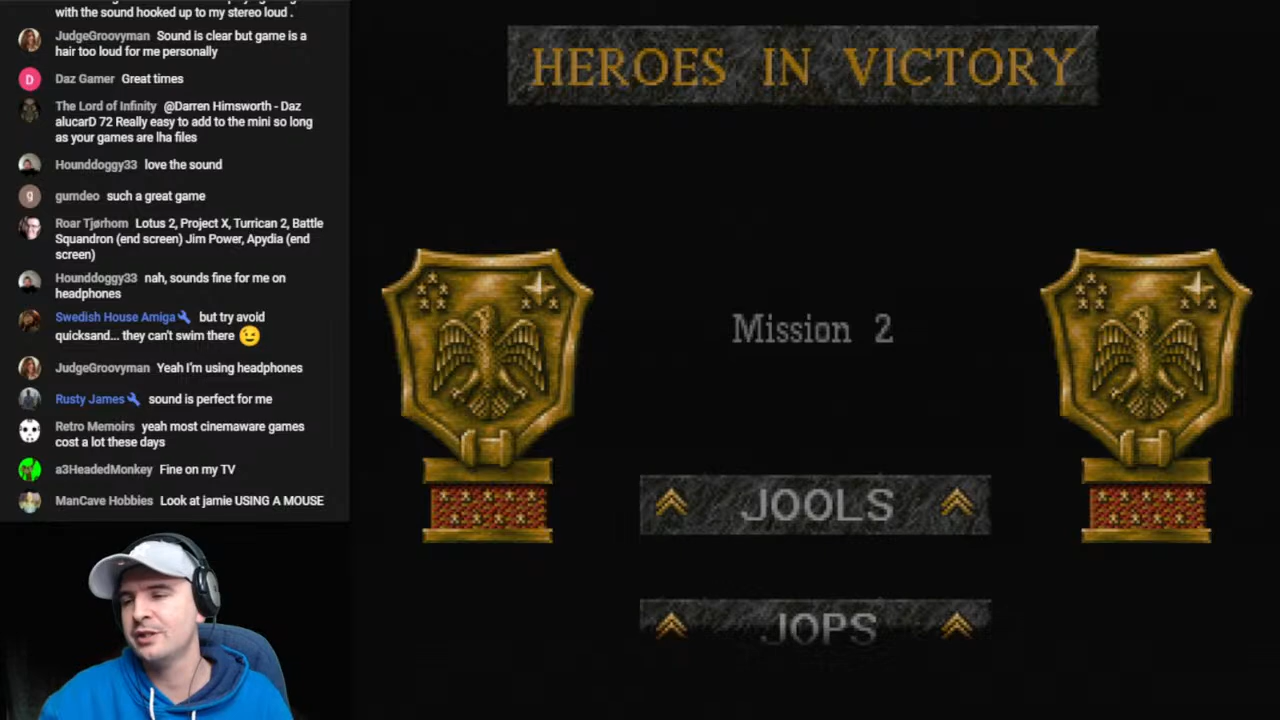 with the sound hooked up to my stereo loud .
JudgeGroovyman Sound is clear but game is a
hair too loud for me personally
D Daz Gamer Great times
The Lord of Infinity @Darren Himsworth - Daz
alucarD 72 Really easy to add to the mini so long
as your games are lha files
Hounddoggy33 love the sound
g gumdeo such a great game
Roar Tjørhom Lotus 2, Project X, Turrican 2, Battle
Squandron (end screen) Jim Power, Apydia (end
screen)
Hounddoggy33 nah, sounds fine for me on
headphones
Swedish House Amiga but try avoid
quicksand... they can't swim there 😉
JudgeGroovyman Yeah I'm using headphones
Rusty James sound is perfect for me
Retro Memoirs yeah most cinemaware games
cost a lot these days
a3HeadedMonkey Fine on my TV
ManCave Hobbies Look at jamie USING A MOUSE
HEROES IN VICTORY
Mission 2
JOOLS
JOPS